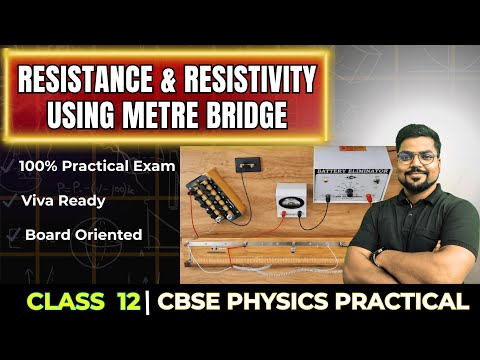 RESISTANCE & RESISTIVITY
USING METRE BRIDGE
100% Practical Exam
Viva Ready
Board Oriented
BATTERY ELIMINATOR
CLASS 12 | CBSE PHYSICS PRACTICAL